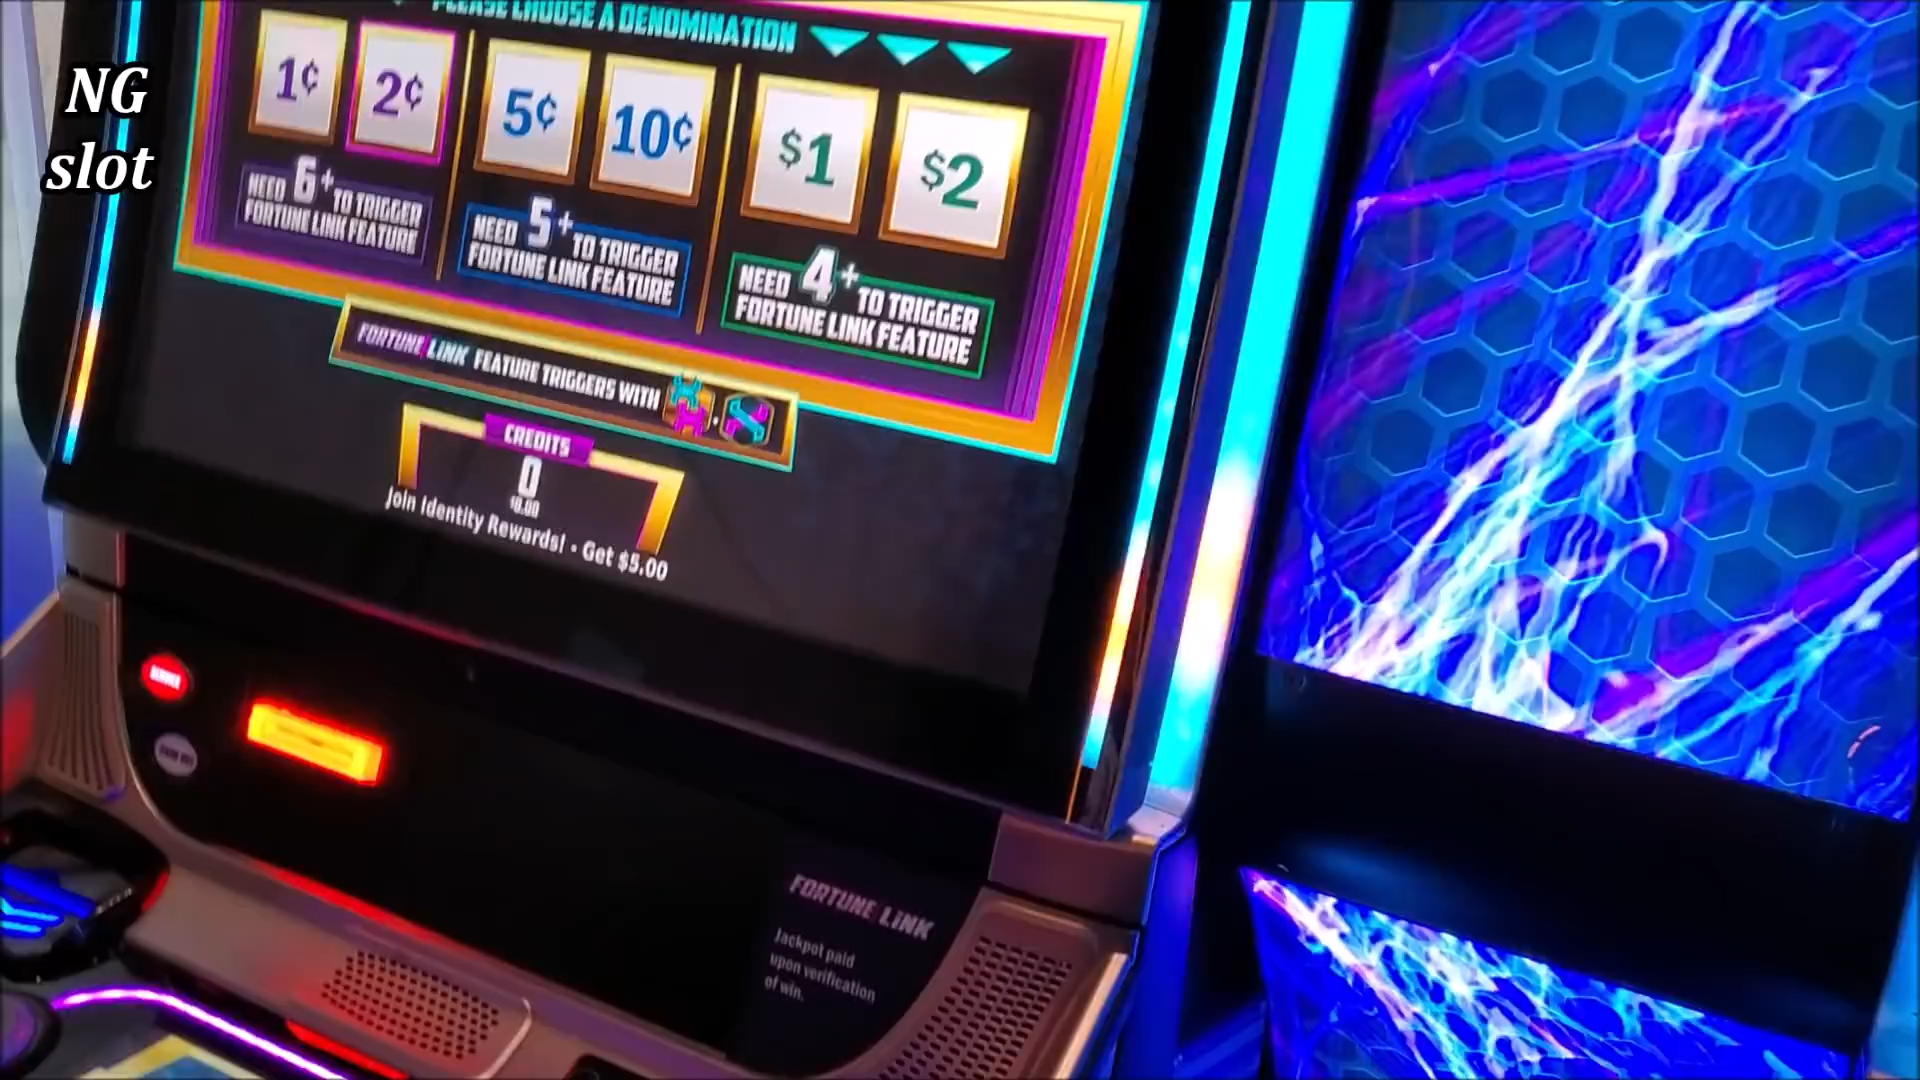 NG
slot
PLEASE CHOOSE A DENOMINATION
1¢
2¢
5¢
10¢
$1
$2
NEED 6+ TO TRIGGER
FORTUNE LINK FEATURE
NEED 5+ TO TRIGGER
FORTUNE LINK FEATURE
NEED 4+ TO TRIGGER
FORTUNE LINK FEATURE
FORTUNE LINK FEATURE TRIGGERS WITH
CREDITS
0
$0.00
Join Identity Rewards! • Get $5.00
FORTUNE LINK
Jackpot paid
upon verification
of win.